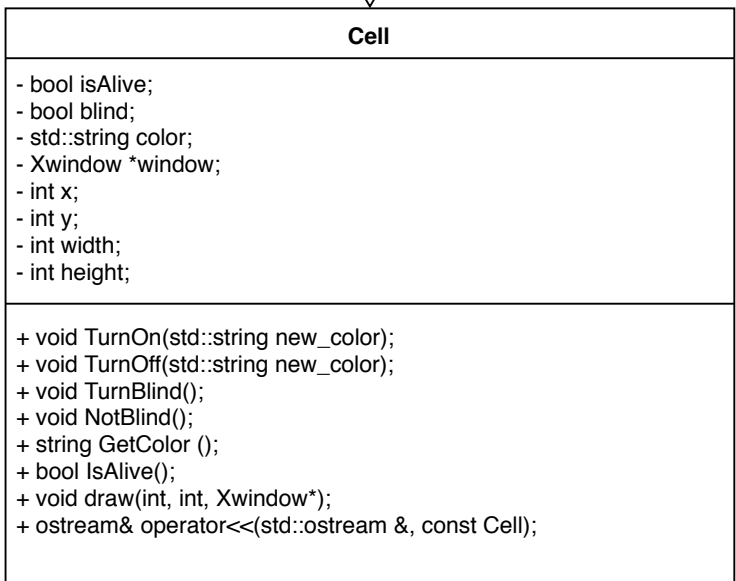 Cell
- bool isAlive;
- bool blind;
- std::string color;
- Xwindow *window;
- int x;
- int y;
- int width;
- int height;
+ void TurnOn(std::string new_color);
+ void TurnOff(std::string new_color);
+ void TurnBlind();
+ void NotBlind();
+ string GetColor ();
+ bool IsAlive();
+ void draw(int, int, Xwindow*);
+ ostream& operator<<(std::ostream &, const Cell);